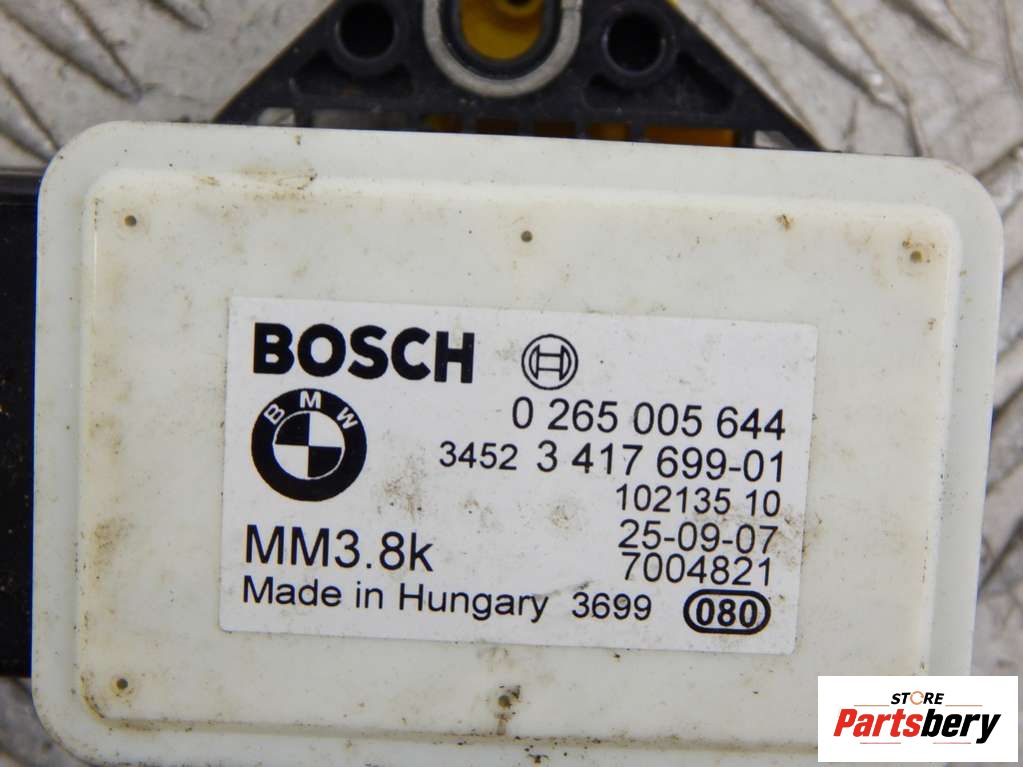 BOSCH
0 265 005 644
BMW
3452 3 417 699-01
102135 10
25-09-07
MM3.8k
7004821
Made in Hungary 3699 080
STORE
Partsbery